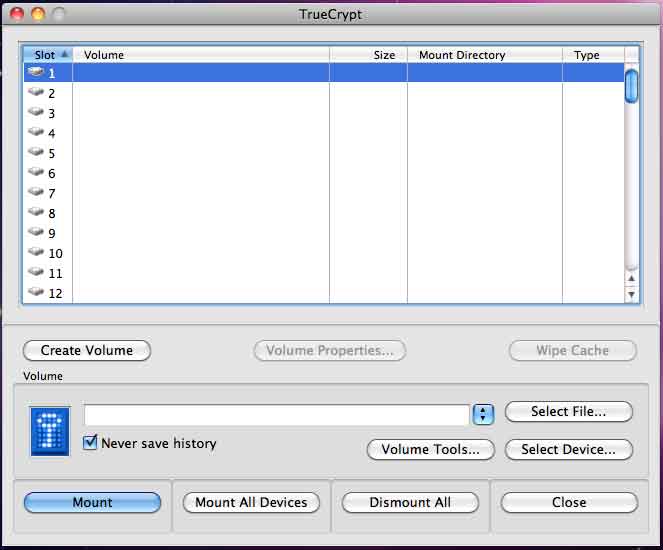 TrueCrypt
Slot Volume Size Mount Directory Type
1
2
3
4
5
6
7
8
9
10
11
12
Create Volume Volume Properties... Wipe Cache
Volume
Select File...
Never save history
Volume Tools... Select Device...
Mount Mount All Devices Dismount All Close